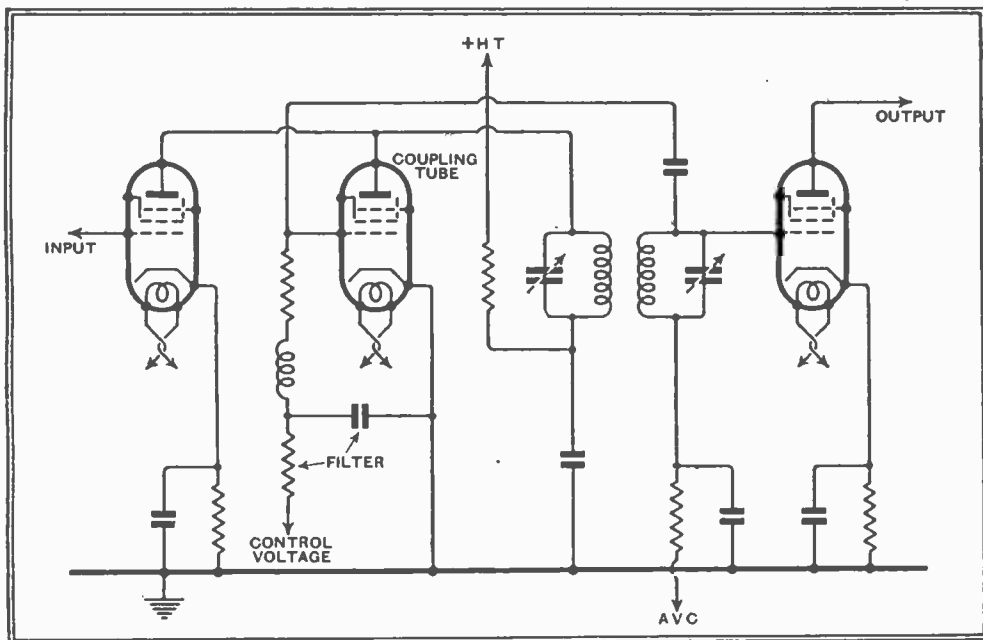 +HT
OUTPUT
COUPLING
TUBE
INPUT
FILTER
CONTROL
VOLTAGE
AVC